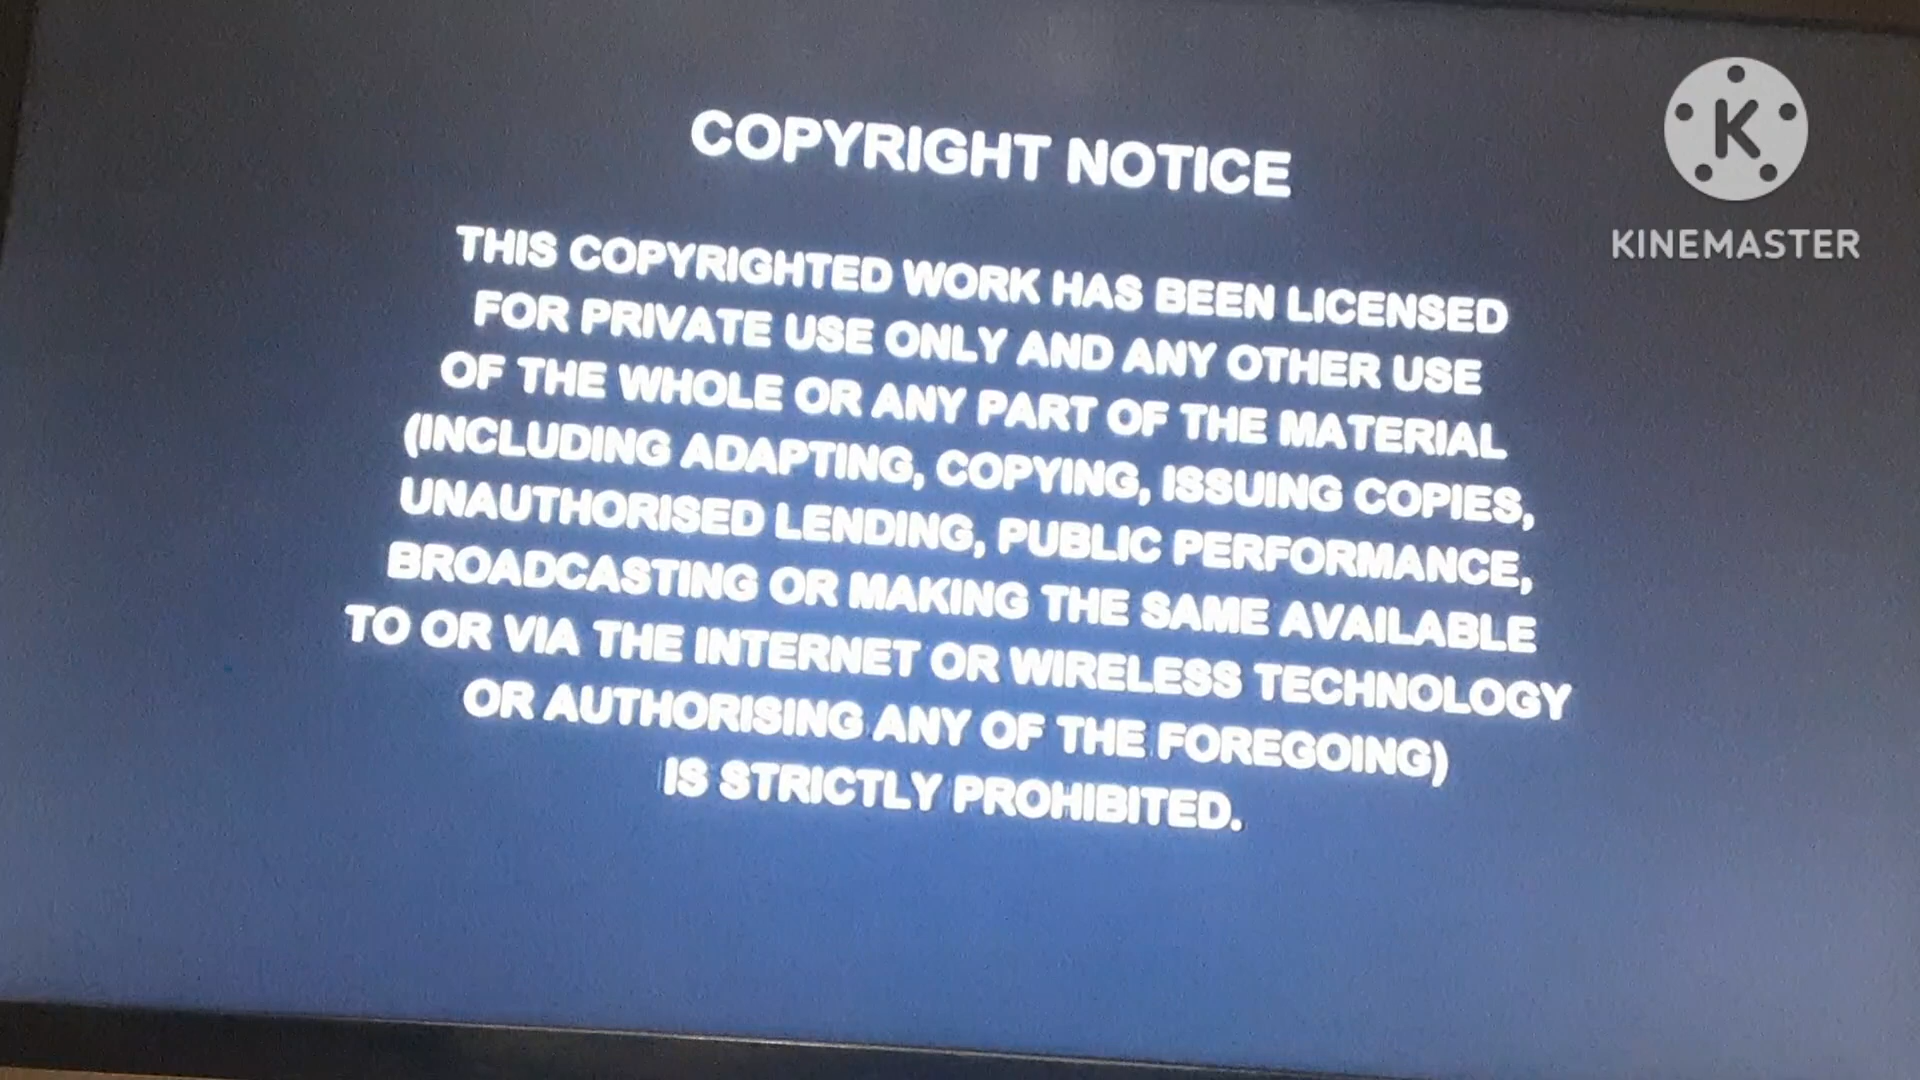 COPYRIGHT NOTICE
THIS COPYRIGHTED WORK HAS BEEN LICENSED
FOR PRIVATE USE ONLY AND ANY OTHER USE
OF THE WHOLE OR ANY PART OF THE MATERIAL
(INCLUDING ADAPTING, COPYING, ISSUING COPIES,
UNAUTHORISED LENDING, PUBLIC PERFORMANCE,
BROADCASTING OR MAKING THE SAME AVAILABLE
TO OR VIA THE INTERNET OR WIRELESS TECHNOLOGY
OR AUTHORISING ANY OF THE FOREGOING)
IS STRICTLY PROHIBITED.
K
KINEMASTER